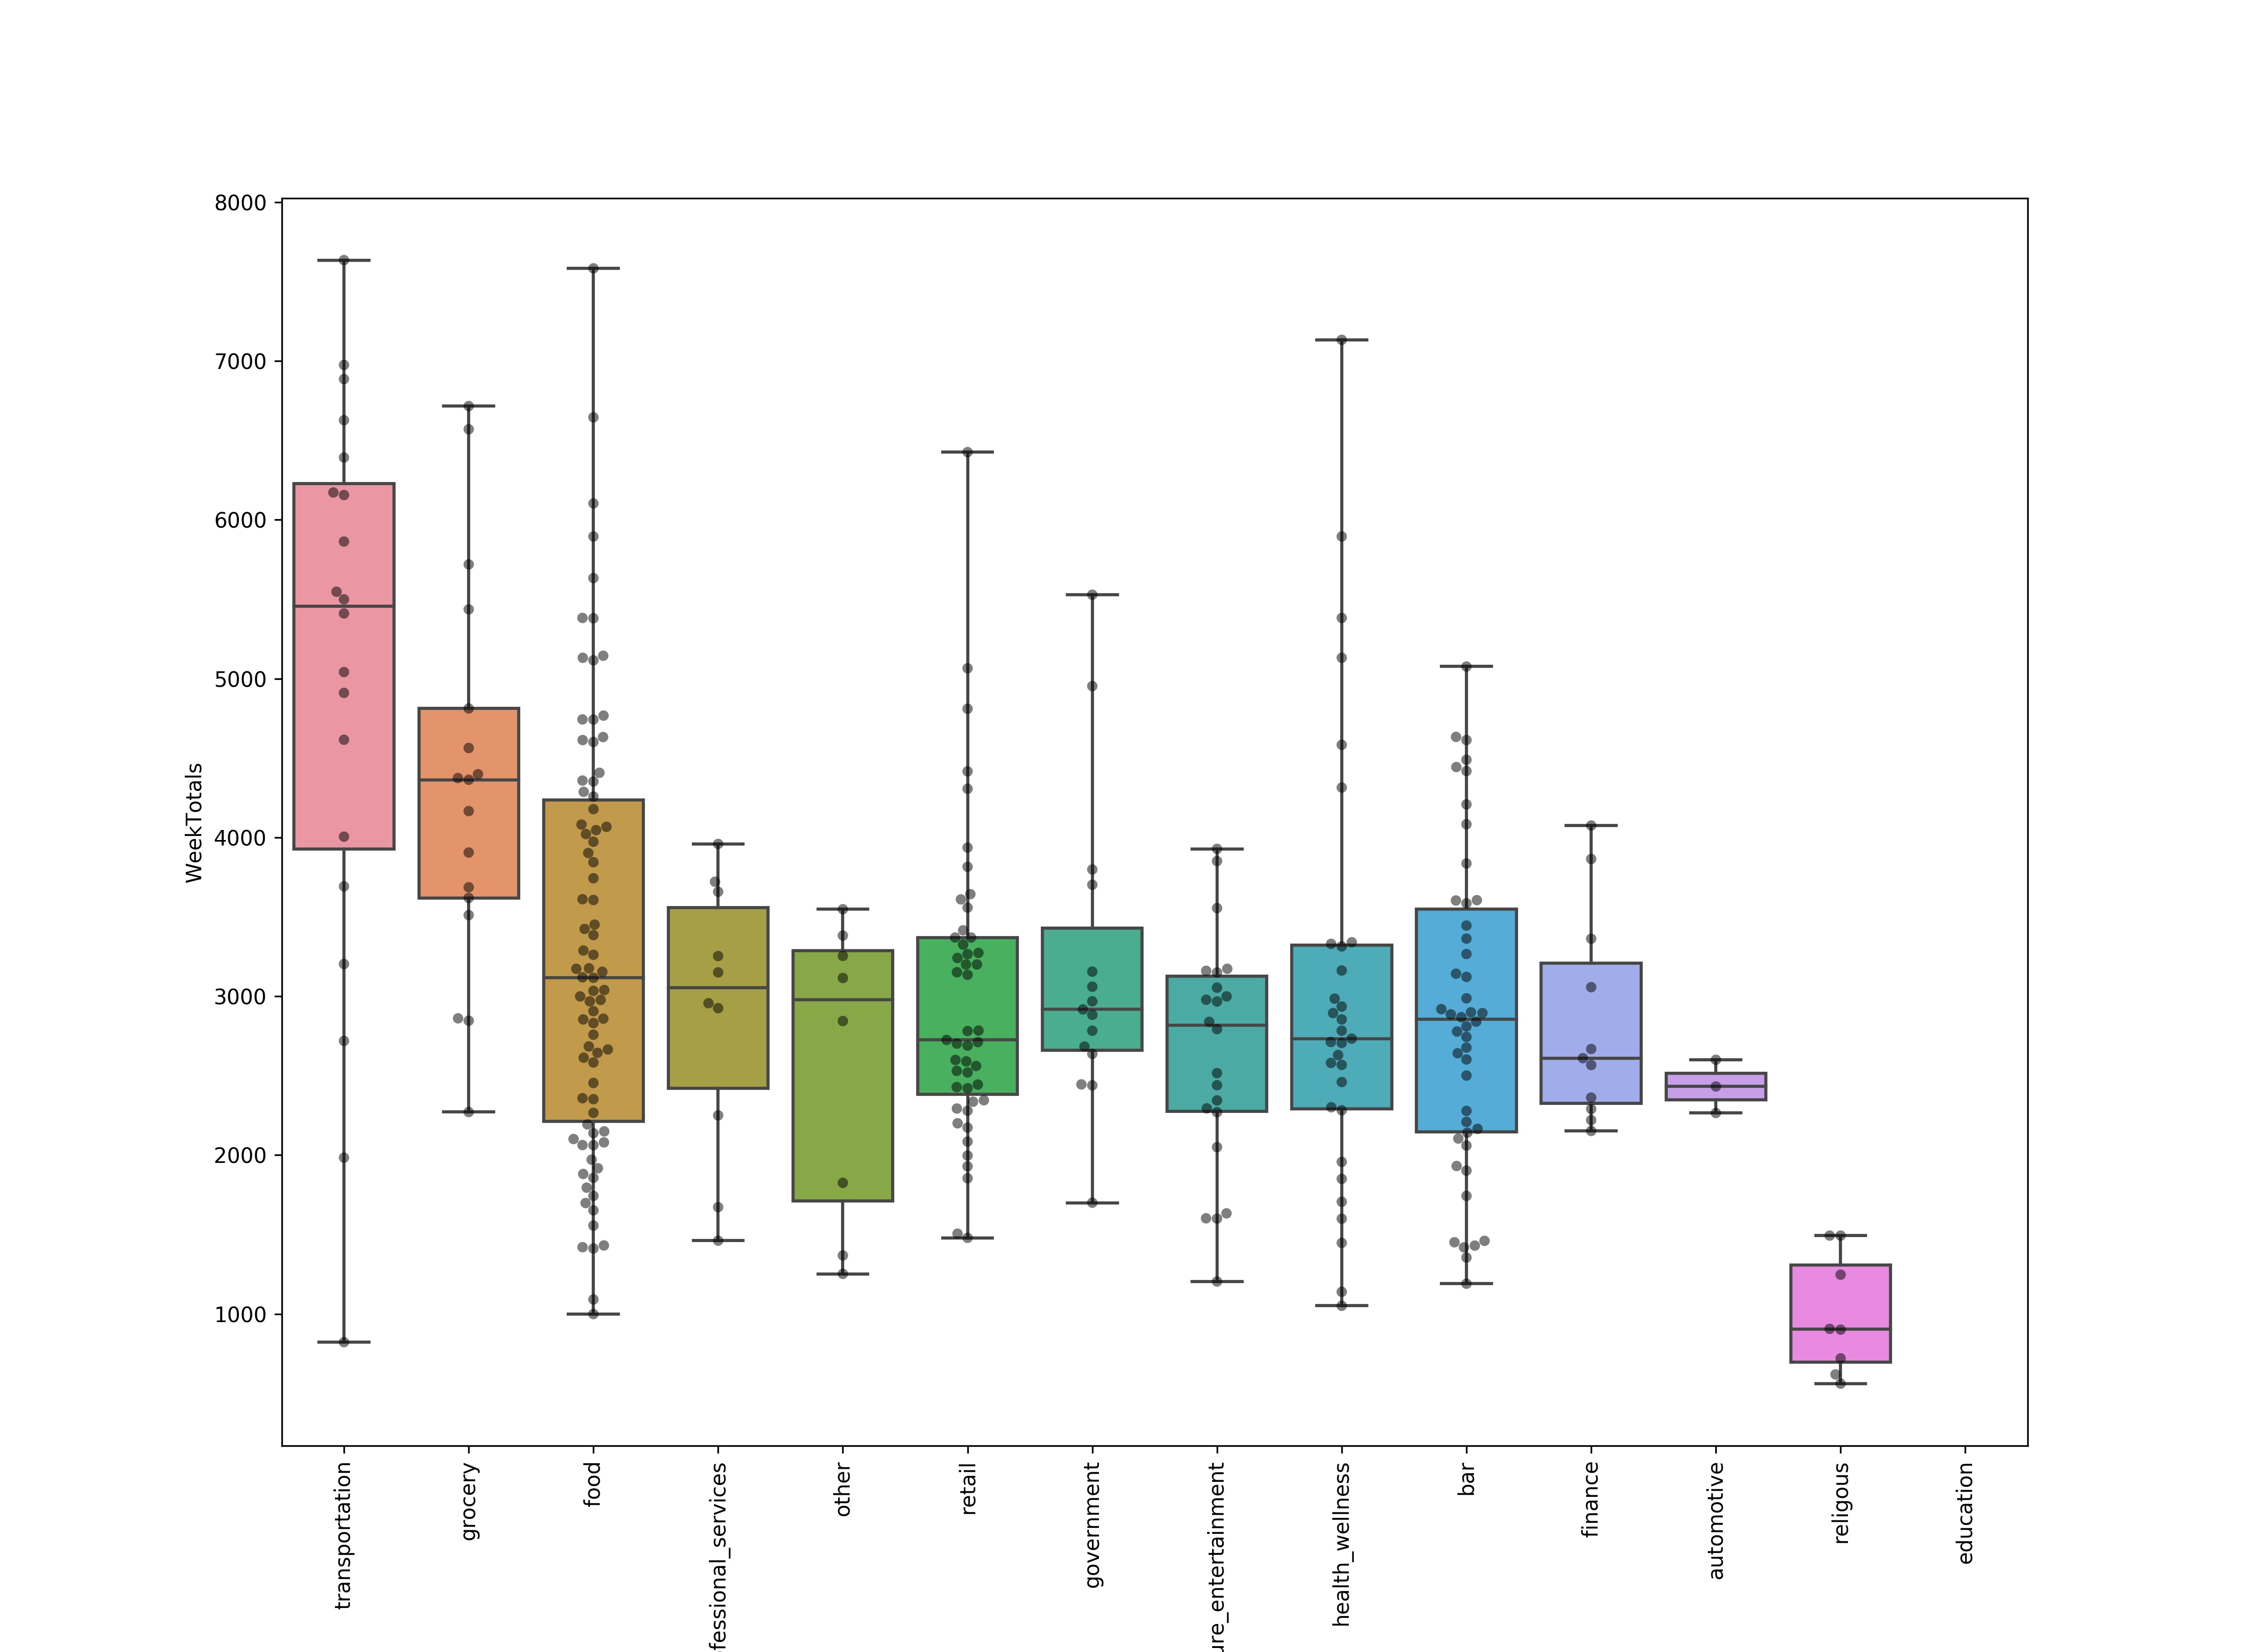 8000
7000
6000
5000
4000
3000
2000
1000
WeekTotals
transportation
grocery
food
fessional_services
other
retail
government
ure_entertainment
health_wellness
bar
finance
automotive
religous
education